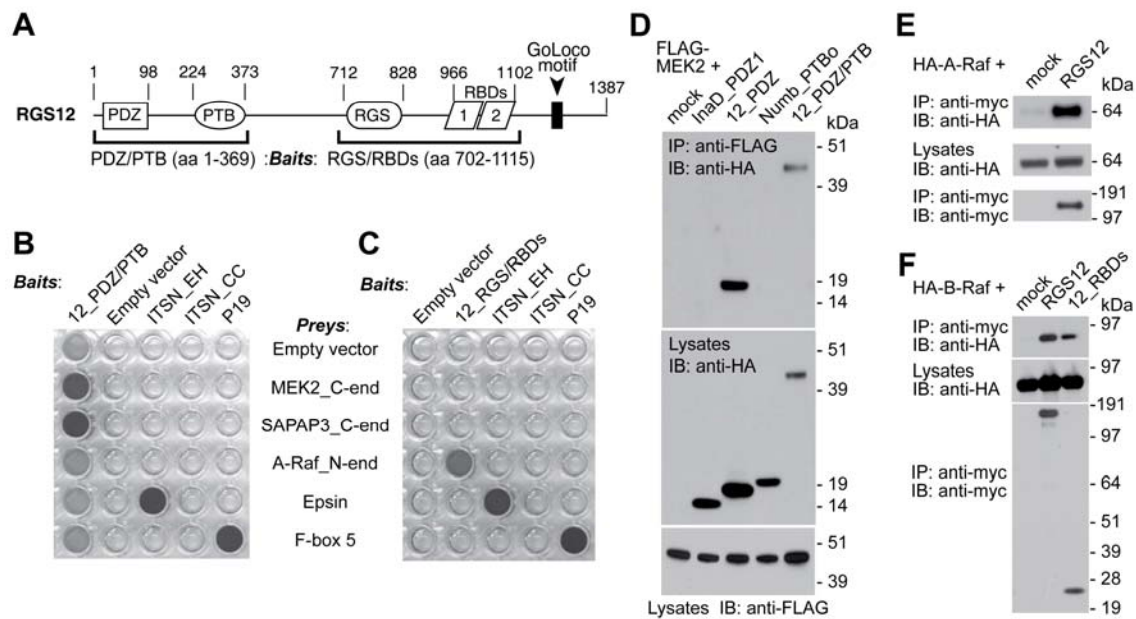 A
GoLoco
motif
1 98 224 373 712 828 966 1102 1387
RBDs
RGS12
PDZ PTB RGS 1 2
PDZ/PTB (aa 1-369) :Baits: RGS/RBDs (aa 702-1115)
B
Baits:
12_PDZ/PTB
Empty vector
ITSN_EH
ITSN_CC
P19
C
Baits:
Empty vector
12_RGS/RBDs
ITSN_EH
ITSN_CC
P19
Preys:
Empty vector
MEK2_C-end
SAPAP3_C-end
A-Raf_N-end
Epsin
F-box 5
D
FLAG-
MEK2 +
mock
InaD_PDZ1
12_PDZ
Numb_PTBo
12_PDZ/PTB
kDa
IP: anti-FLAG
IB: anti-HA
- 51
- 39
- 19
- 14
Lysates
IB: anti-HA
- 51
- 39
- 19
- 14
- 51
- 39
Lysates IB: anti-FLAG
E
HA-A-Raf +
mock
RGS12
kDa
IP: anti-myc
IB: anti-HA
- 64
Lysates
IB: anti-HA
- 64
IP: anti-myc
IB: anti-myc
- 191
- 97
F
HA-B-Raf +
mock
RGS12
12_RBDs
kDa
IP: anti-myc
IB: anti-HA
- 97
Lysates
IB: anti-HA
- 97
IP: anti-myc
IB: anti-myc
- 191
- 97
- 64
- 51
- 39
- 28
- 19